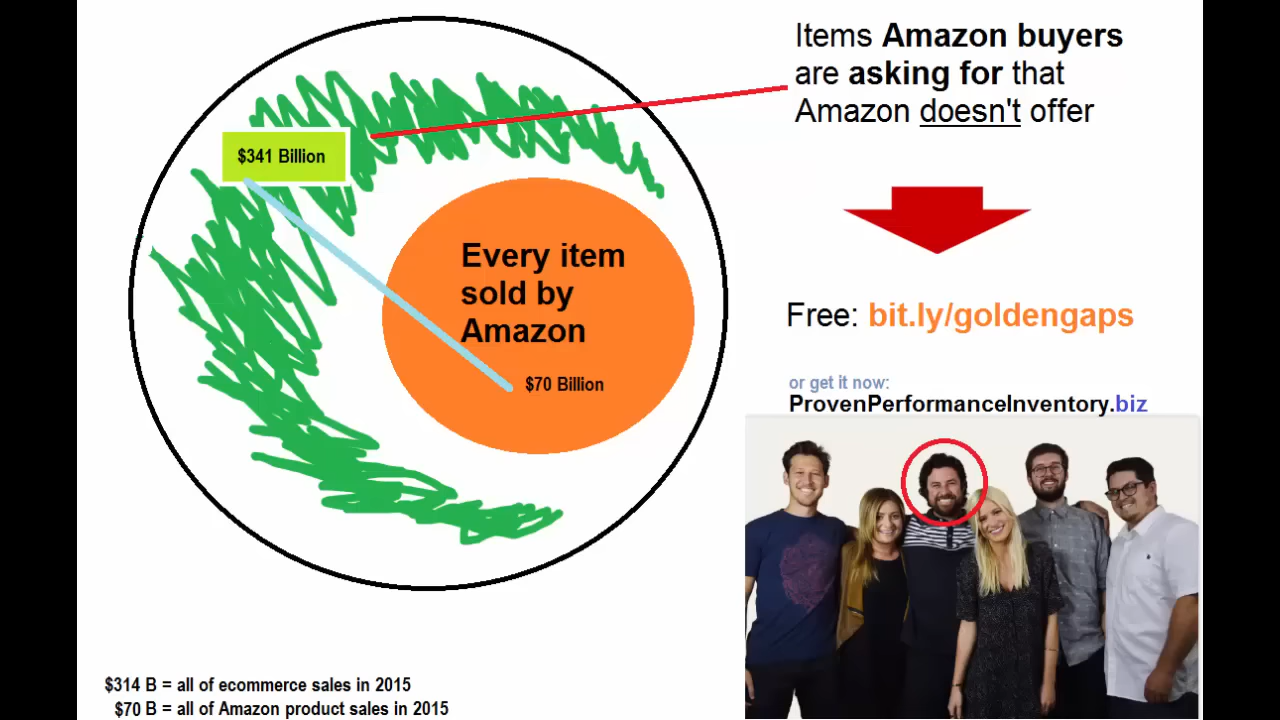 Items Amazon buyers
are asking for that
Amazon doesn't offer
$341 Billion
Every item
sold by
Amazon
$70 Billion
Free: bit.ly/goldengaps
or get it now:
ProvenPerformanceInventory.biz
$314 B = all of ecommerce sales in 2015
$70 B = all of Amazon product sales in 2015